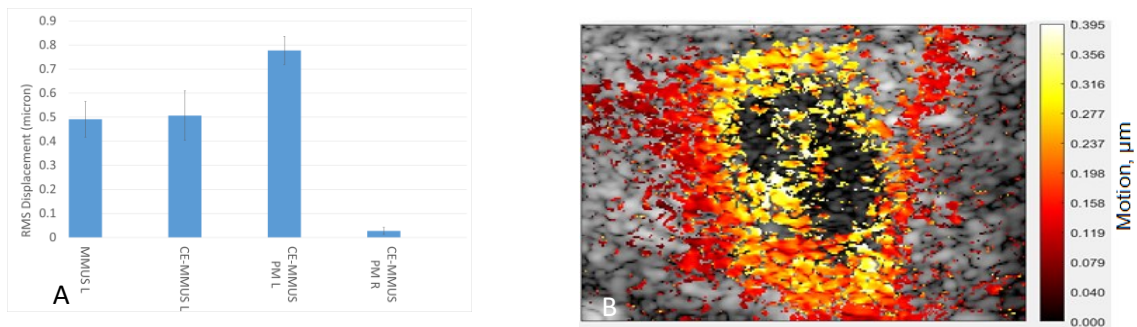 0.9
0.8
0.7
0.6
0.5
0.4
0.3
0.2
0.1
0
RMS Displacement (micron)
MMUS L
CE-MMUS L
CE-MMUS
PM L
CE-MMUS
PM R
A
B
0.395
0.356
0.316
0.277
0.237
0.198
0.158
0.119
0.079
0.040
0.000
Motion, μm